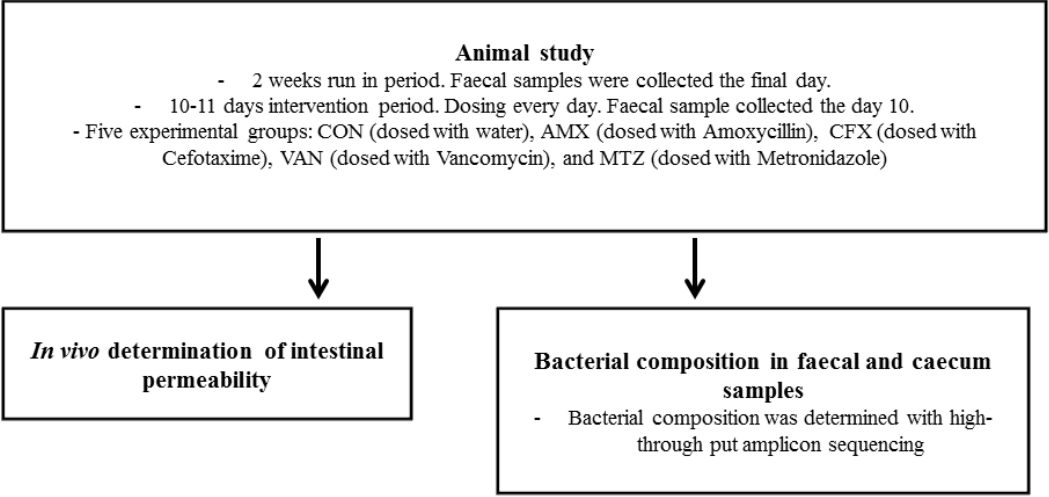 Animal study
- 2 weeks run in period. Faecal samples were collected the final day.
- 10-11 days intervention period. Dosing every day. Faecal sample collected the day 10.
- Five experimental groups: CON (dosed with water), AMX (dosed with Amoxycillin), CFX (dosed with
Cefotaxime), VAN (dosed with Vancomycin), and MTZ (dosed with Metronidazole)
In vivo determination of intestinal
permeability
Bacterial composition in faecal and caecum
samples
- Bacterial composition was determined with high-
through put amplicon sequencing